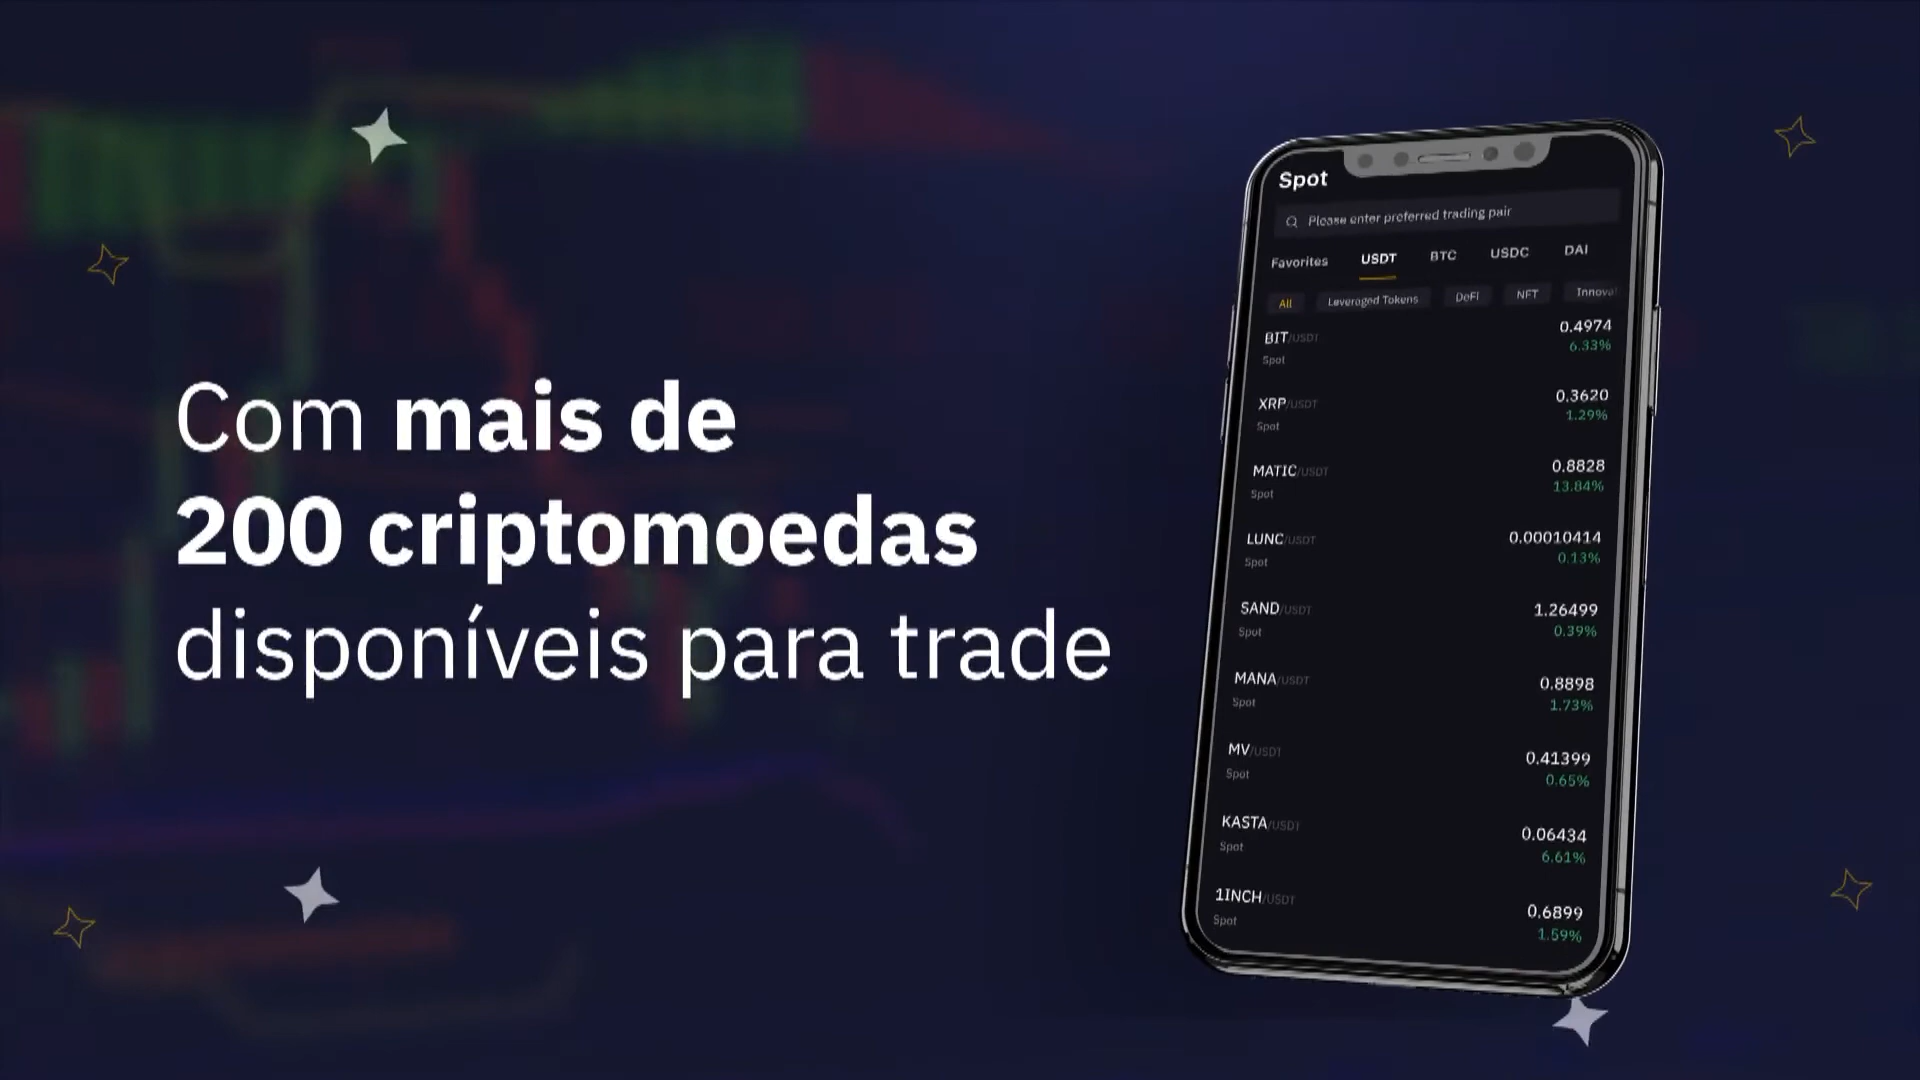 Com mais de
200 criptomoedas
disponíveis para trade
Spot
Please enter preferred trading pair
Favorites USDT BTC USDC DAI
All Leveraged Tokens DeFi NFT Innova
BIT/USDT 0.4974
Spot 6.33%
XRP/USDT 0.3620
Spot 1.29%
MATIC/USDT 0.8828
Spot 13.84%
LUNC/USDT 0.00010414
Spot 0.13%
SAND/USDT 1.26499
Spot 0.39%
MANA/USDT 0.8898
Spot 1.73%
MV/USDT 0.41399
Spot 0.65%
KASTA/USDT 0.06434
Spot 6.61%
1INCH/USDT 0.6899
Spot 1.59%